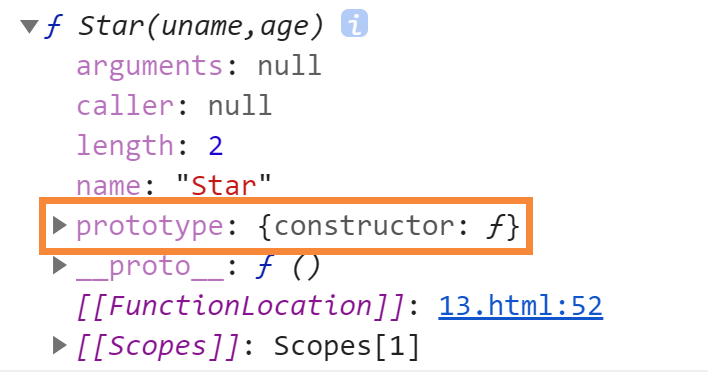 ▼ƒ Star(uname,age) i
arguments: null
caller: null
length: 2
name: "Star"
▶ prototype: {constructor: ƒ}
▶ __proto__: ƒ ()
[[FunctionLocation]]: 13.html:52
▶ [[Scopes]]: Scopes[1]